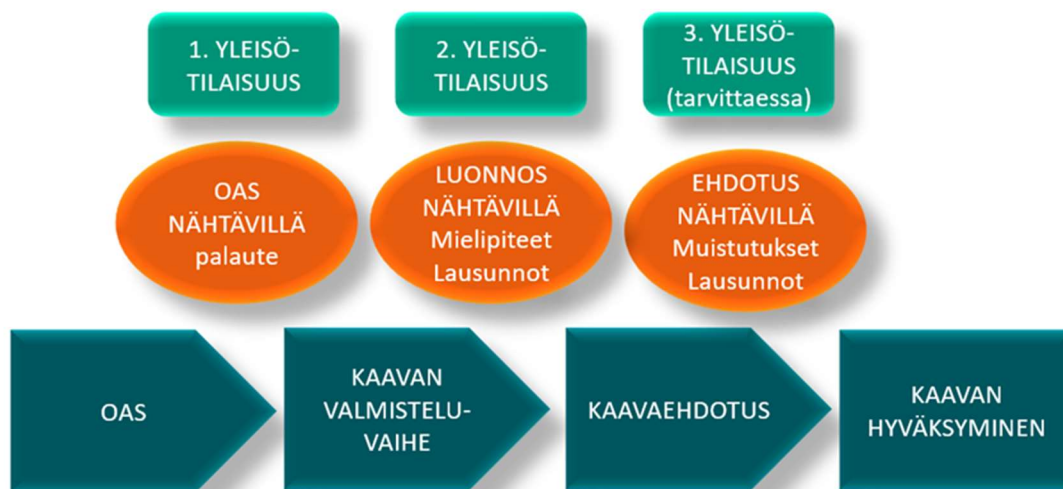 1. YLEISÖ-
TILAISUUS
2. YLEISÖ-
TILAISUUS
3. YLEISÖ-
TILAISUUS
(tarvittaessa)
OAS
NÄHTÄVILLÄ
palaute
LUONNOS
NÄHTÄVILLÄ
Mielipiteet
Lausunnot
EHDOTUS
NÄHTÄVILLÄ
Muistutukset
Lausunnot
OAS
KAAVAN
VALMISTELU-
VAIHE
KAAVAEHDOTUS
KAAVAN
HYVÄKSYMINEN